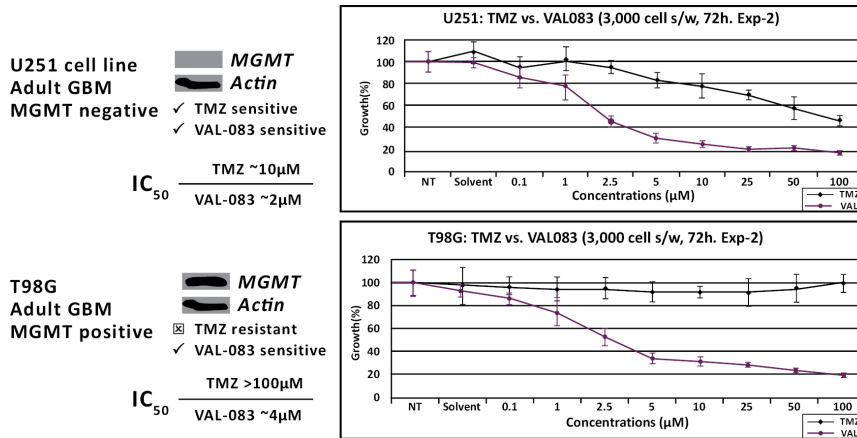 U251 cell line
Adult GBM
MGMT negative
MGMT
Actin
✓ TMZ sensitive
✓ VAL-083 sensitive
IC50
TMZ ~10µM
VAL-083 ~2µM
U251: TMZ vs. VAL083 (3,000 cell s/w, 72h. Exp-2)
Growth(%)
120
100
80
60
40
20
0
NT Solvent 0.1 1 2.5 5 10 25 50 100
Concentrations (µM)
TMZ
VAL
T98G
Adult GBM
MGMT positive
MGMT
Actin
☒ TMZ resistant
✓ VAL-083 sensitive
IC50
TMZ >100µM
VAL-083 ~4µM
T98G: TMZ vs. VAL083 (3,000 cell s/w, 72h. Exp-2)
Growth(%)
120
100
80
60
40
20
0
NT Solvent 0.1 1 2.5 5 10 25 50 100
Concentrations (µM)
TMZ
VAL